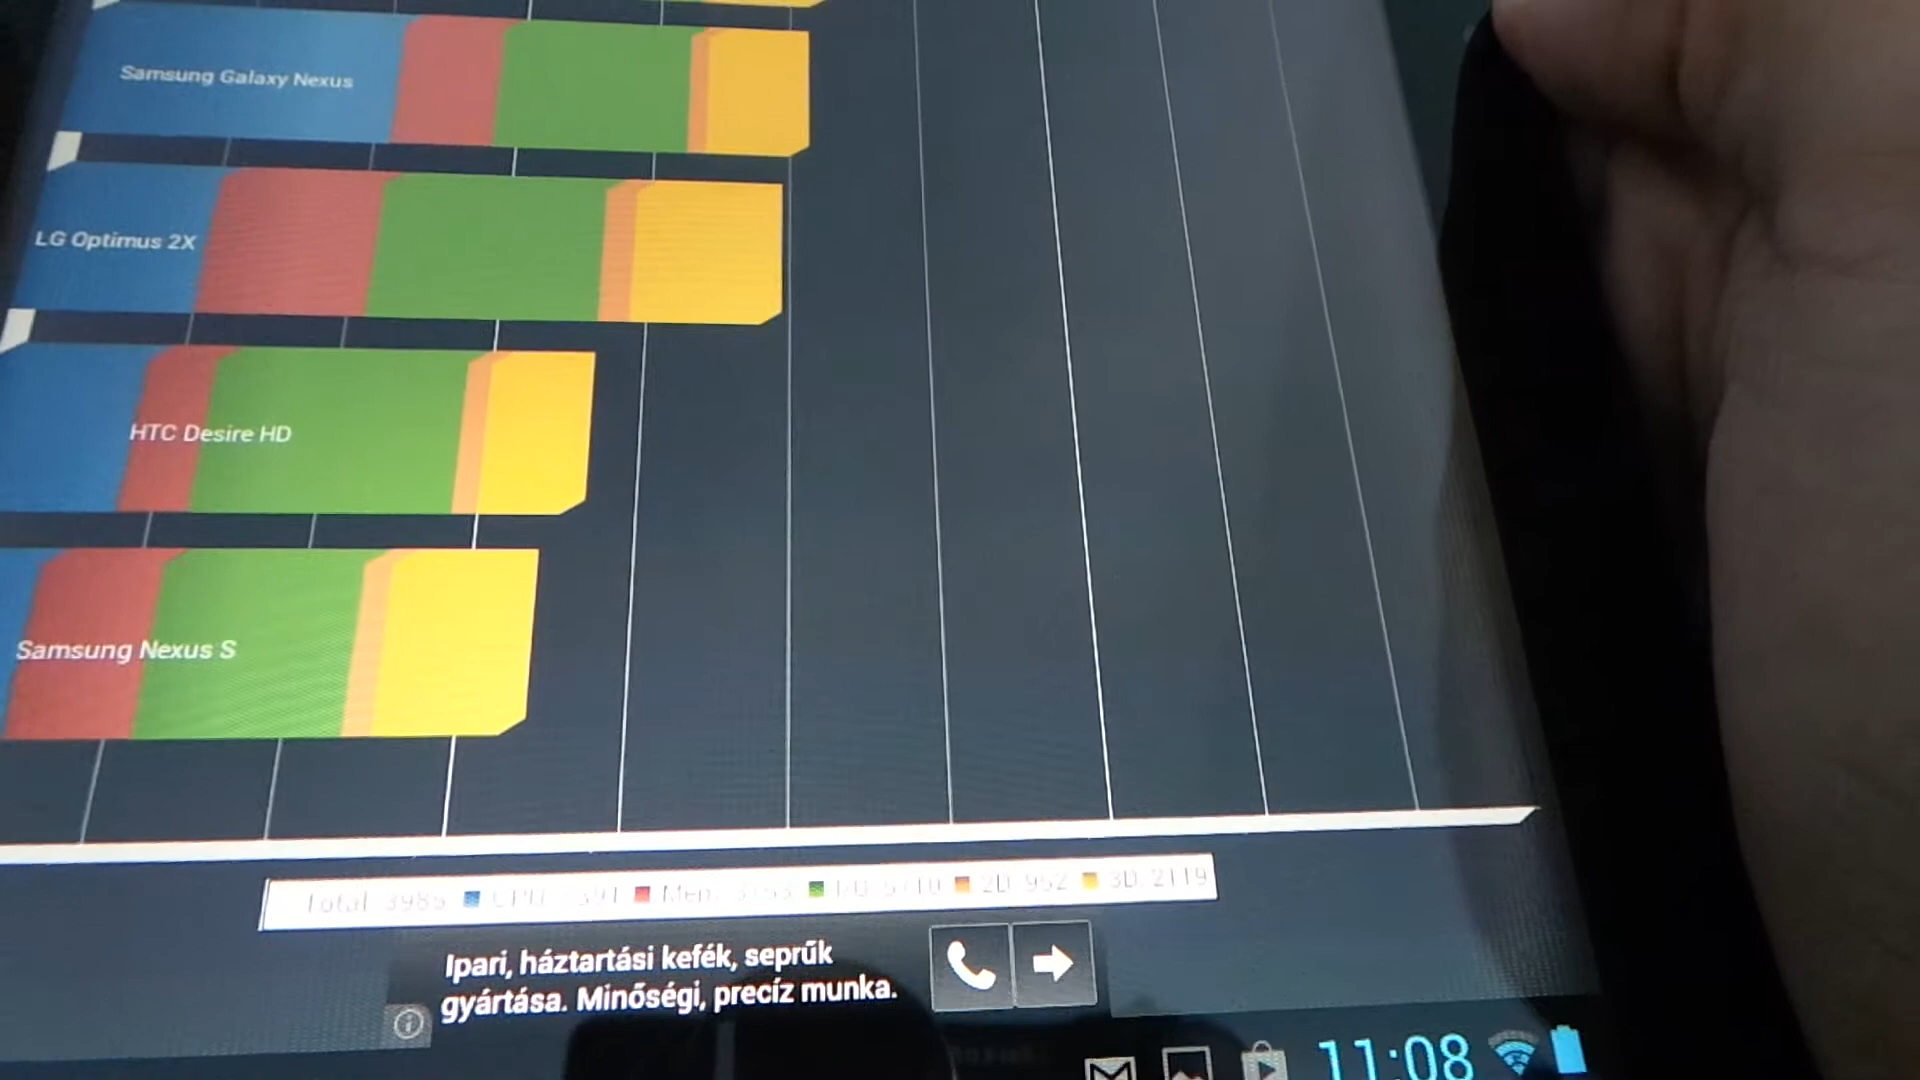 Samsung Galaxy Nexus
LG Optimus 2X
HTC Desire HD
Samsung Nexus S
Total: 3985 Mem: I/O: 2D: 952 3D: 2119
Ipari, háztartási kefék, seprűk
gyártása. Minőségi, precíz munka.
11:08